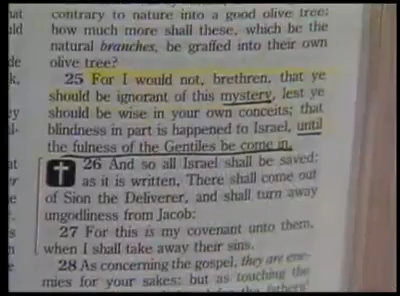 contrary to nature into a good olive tree:
how much more shall these, which be the
natural branches, be graffed into their own
olive tree?
25 For I would not, brethren, that ye
should be ignorant of this mystery, lest ye
should be wise in your own conceits; that
blindness in part is happened to Israel, until
the fulness of the Gentiles be come in.
26 And so all Israel shall be saved:
as it is written, There shall come out
of Sion the Deliverer, and shall turn away
ungodliness from Jacob:
27 For this is my covenant unto them,
when I shall take away their sins.
28 As concerning the gospel, they are ene-
mies for your sakes: but as touching the